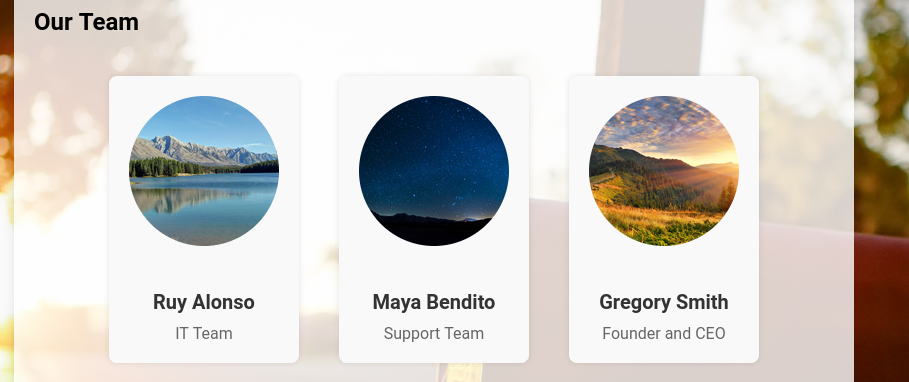 Our Team
Ruy Alonso
IT Team
Maya Bendito
Support Team
Gregory Smith
Founder and CEO